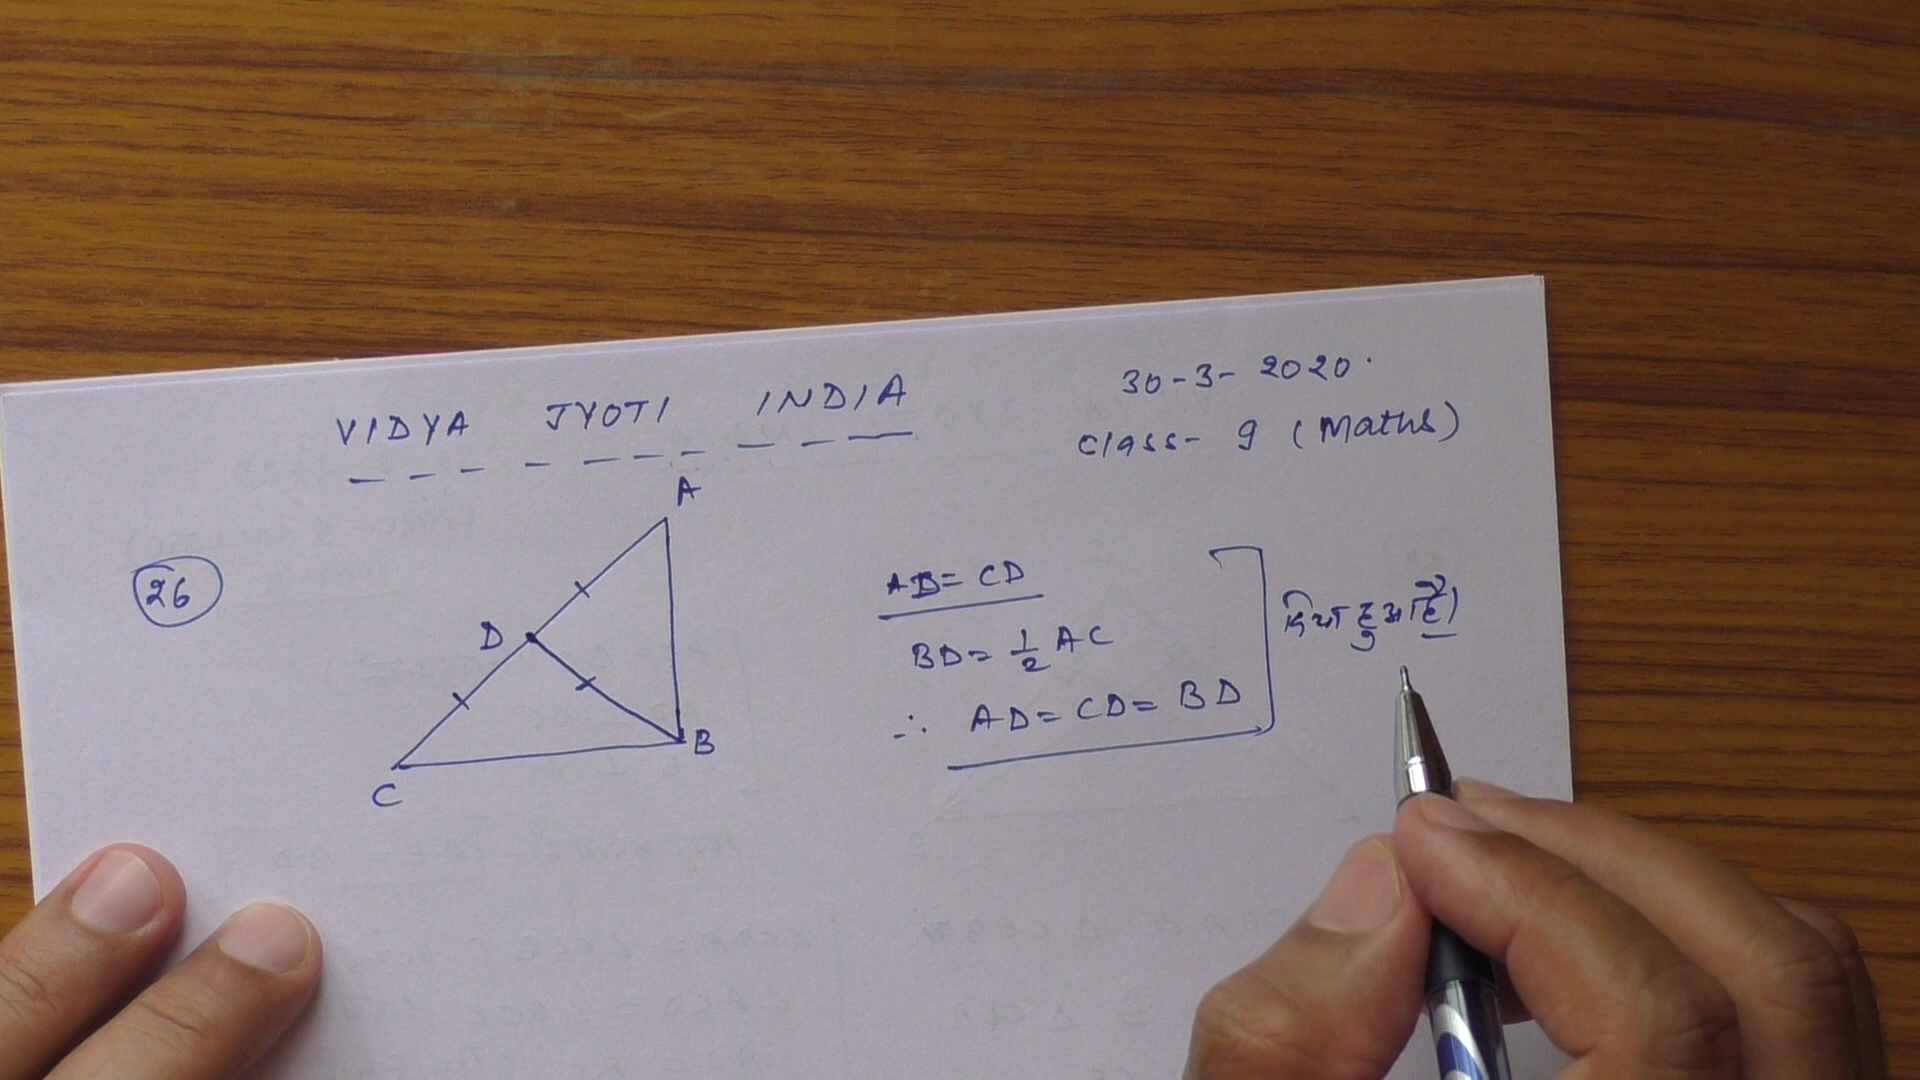 VIDYA JYOTI INDIA
30-3-2020.
Class- 9 (Maths)
26
A
D
B
C
AD= CD
BD= 1/2 AC
∴ AD= CD= BD
दिया हुआ है।